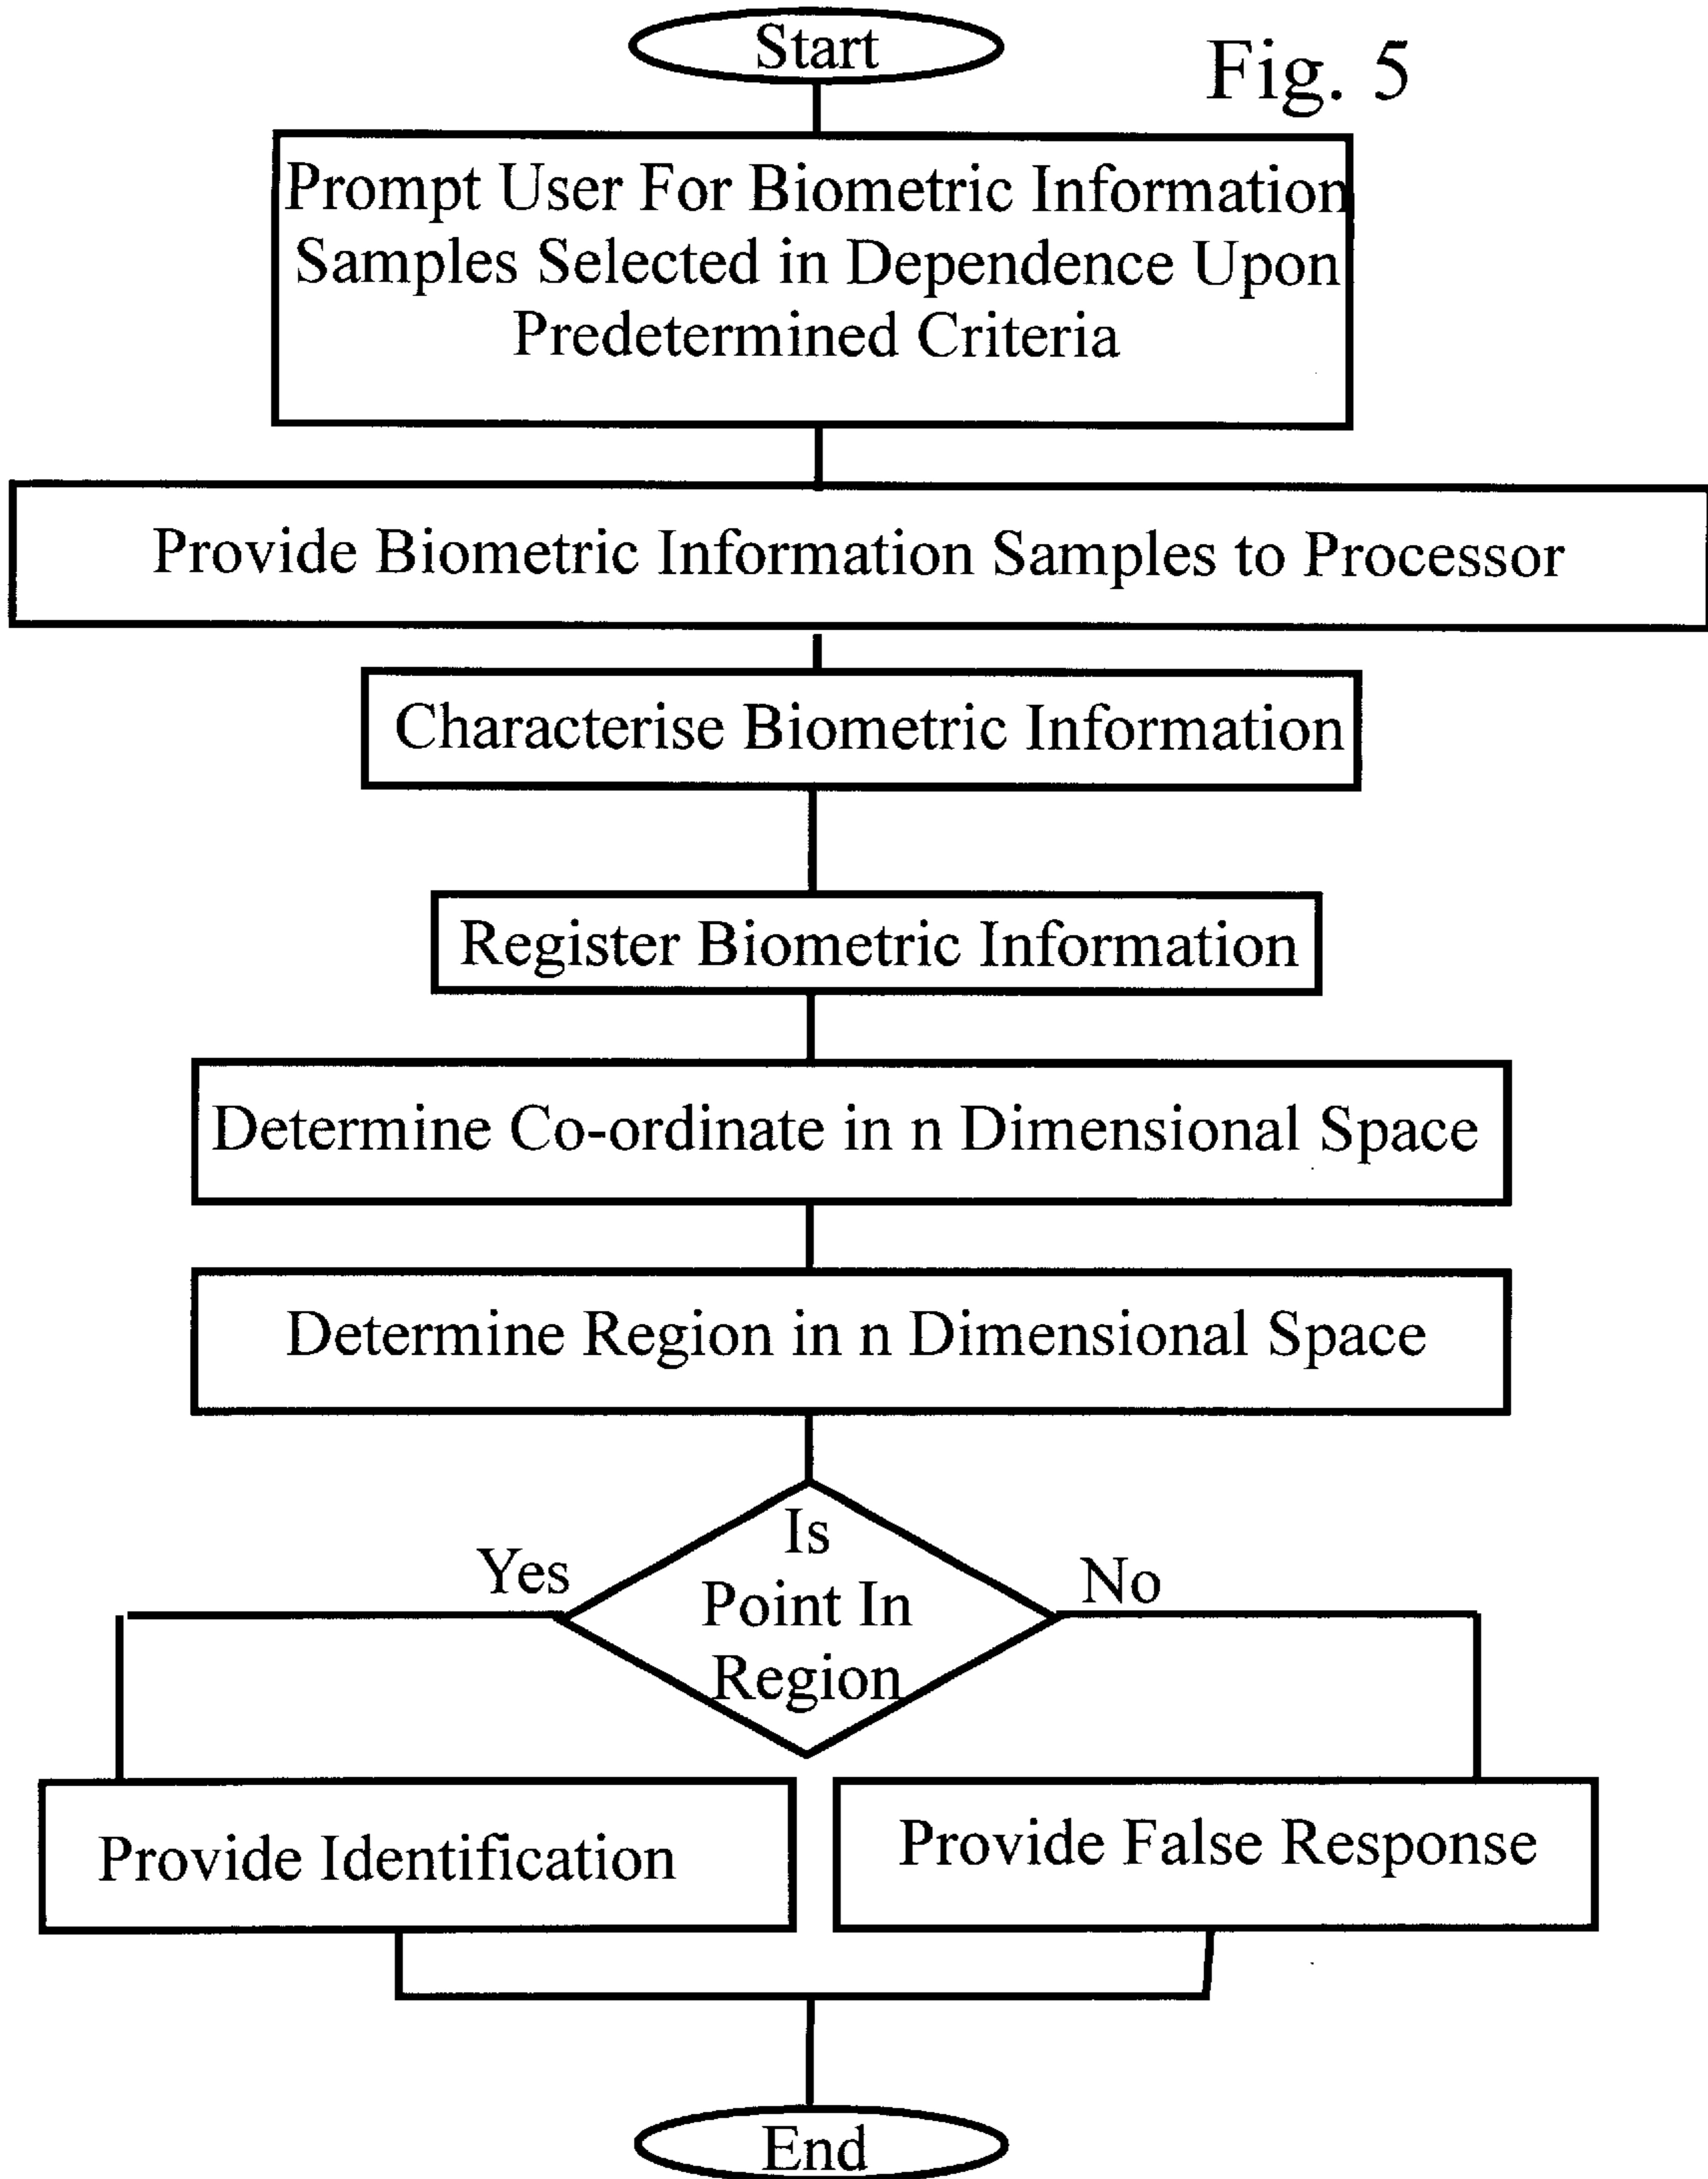 Start
Fig. 5
Prompt User For Biometric Information
Samples Selected in Dependence Upon
Predetermined Criteria
Provide Biometric Information Samples to Processor
Characterise Biometric Information
Register Biometric Information
Determine Co-ordinate in n Dimensional Space
Determine Region in n Dimensional Space
Is
Point In
Region
Yes
No
Provide Identification
Provide False Response
End